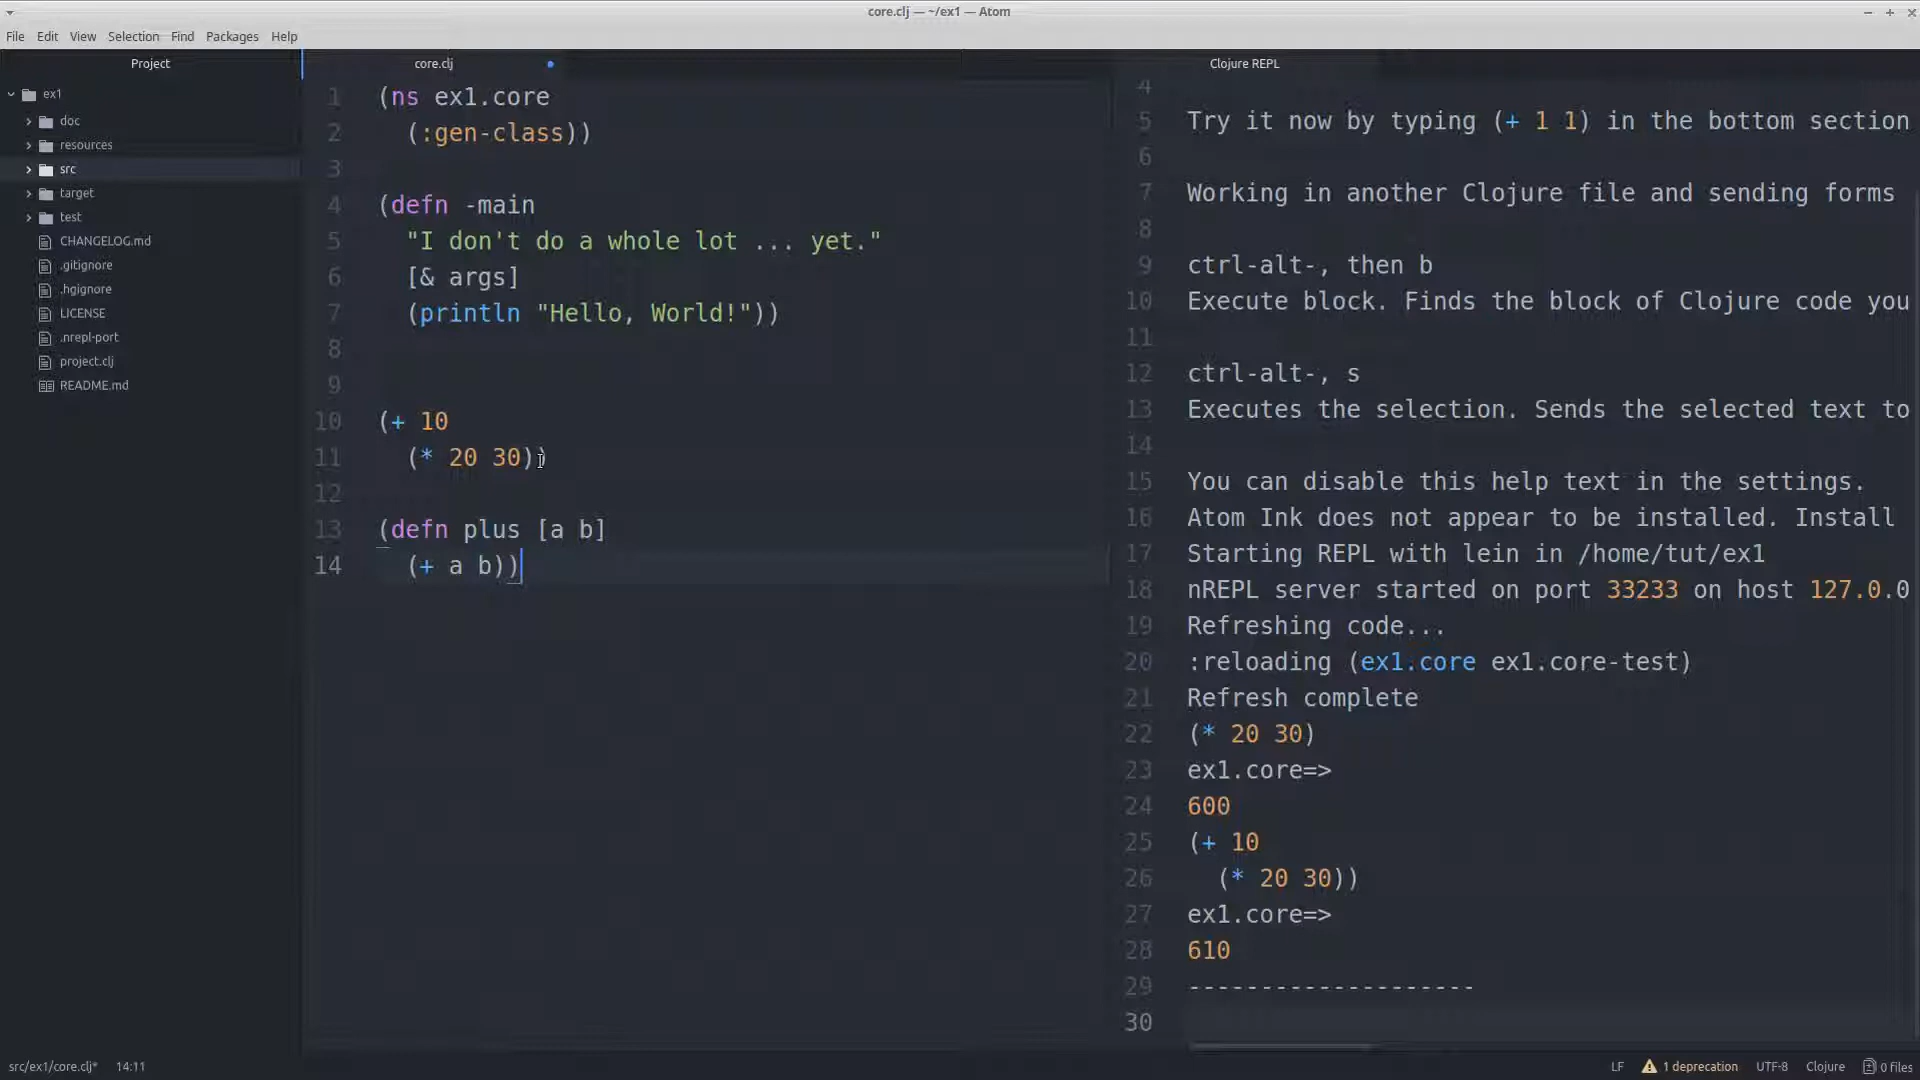 core.clj — ~/ex1 — Atom
File Edit View Selection Find Packages Help
Project
ex1
doc
resources
src
target
test
CHANGELOG.md
.gitignore
.hgignore
LICENSE
.nrepl-port
project.clj
README.md
core.clj
1 (ns ex1.core
2 (:gen-class))
3
4 (defn -main
5 "I don't do a whole lot ... yet."
6 [& args]
7 (println "Hello, World!"))
8
9
10 (+ 10
11 (* 20 30))
12
13 (defn plus [a b]
14 (+ a b))
Clojure REPL
4
5 Try it now by typing (+ 1 1) in the bottom section
6
7 Working in another Clojure file and sending forms
8
9 ctrl-alt-, then b
10 Execute block. Finds the block of Clojure code you
11
12 ctrl-alt-, s
13 Executes the selection. Sends the selected text to
14
15 You can disable this help text in the settings.
16 Atom Ink does not appear to be installed. Install
17 Starting REPL with lein in /home/tut/ex1
18 nREPL server started on port 33233 on host 127.0.0
19 Refreshing code...
20 :reloading (ex1.core ex1.core-test)
21 Refresh complete
22 (* 20 30)
23 ex1.core=>
24 600
25 (+ 10
26 (* 20 30))
27 ex1.core=>
28 610
29 --------------------
30
src/ex1/core.clj* 14:11
LF 1 deprecation UTF-8 Clojure 0 files